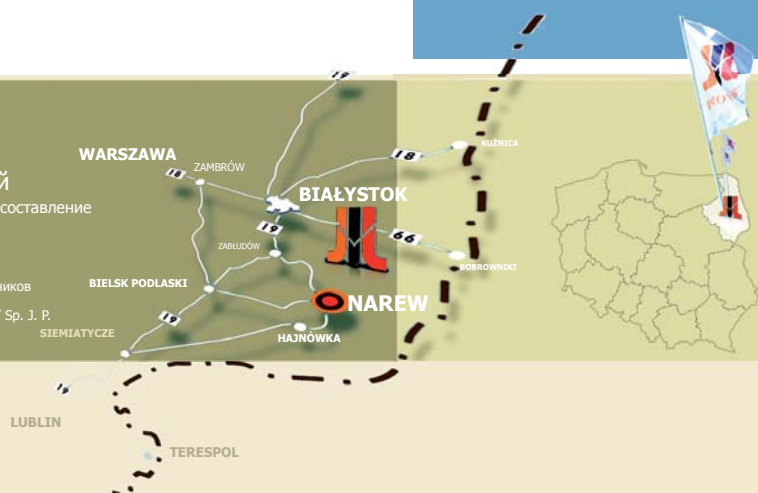 19
WARSZAWA
18
ZAMBRÓW
18
KUŹNICA
Й
составление
BIAŁYSTOK
19
66
ZABŁUDÓW
BOBROWNIKI
ников
BIELSK PODLASKI
NAREW
Sp. J. P.
19
SIEMIATYCZE
HAJNÓWKA
19
LUBLIN
TERESPOL